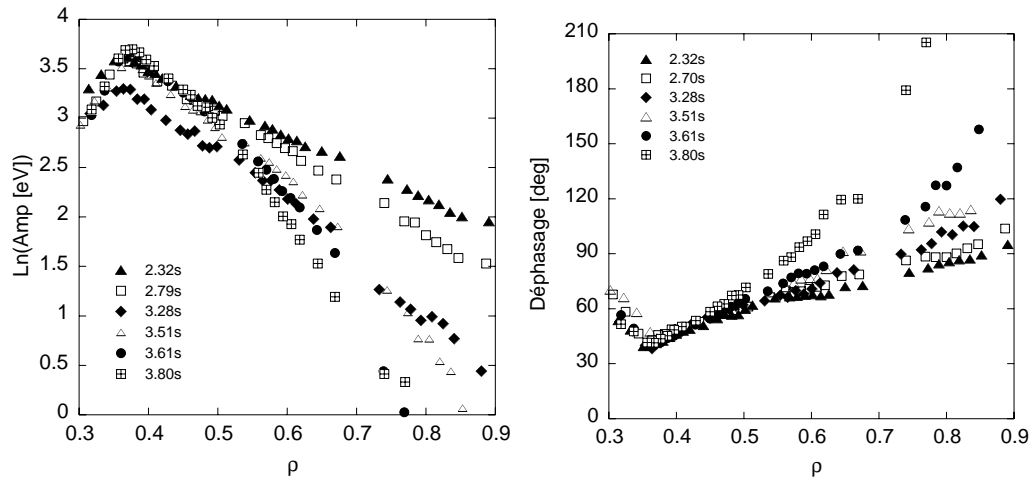 4
3.5
3
2.5
2
1.5
1
0.5
0
Ln(Amp [eV])
2.32s
2.79s
3.28s
3.51s
3.61s
3.80s
0.3 0.4 0.5 0.6 0.7 0.8 0.9
ρ
210
180
150
120
90
60
30
0
Déphasage [deg]
2.32s
2.70s
3.28s
3.51s
3.61s
3.80s
0.3 0.4 0.5 0.6 0.7 0.8 0.9
ρ